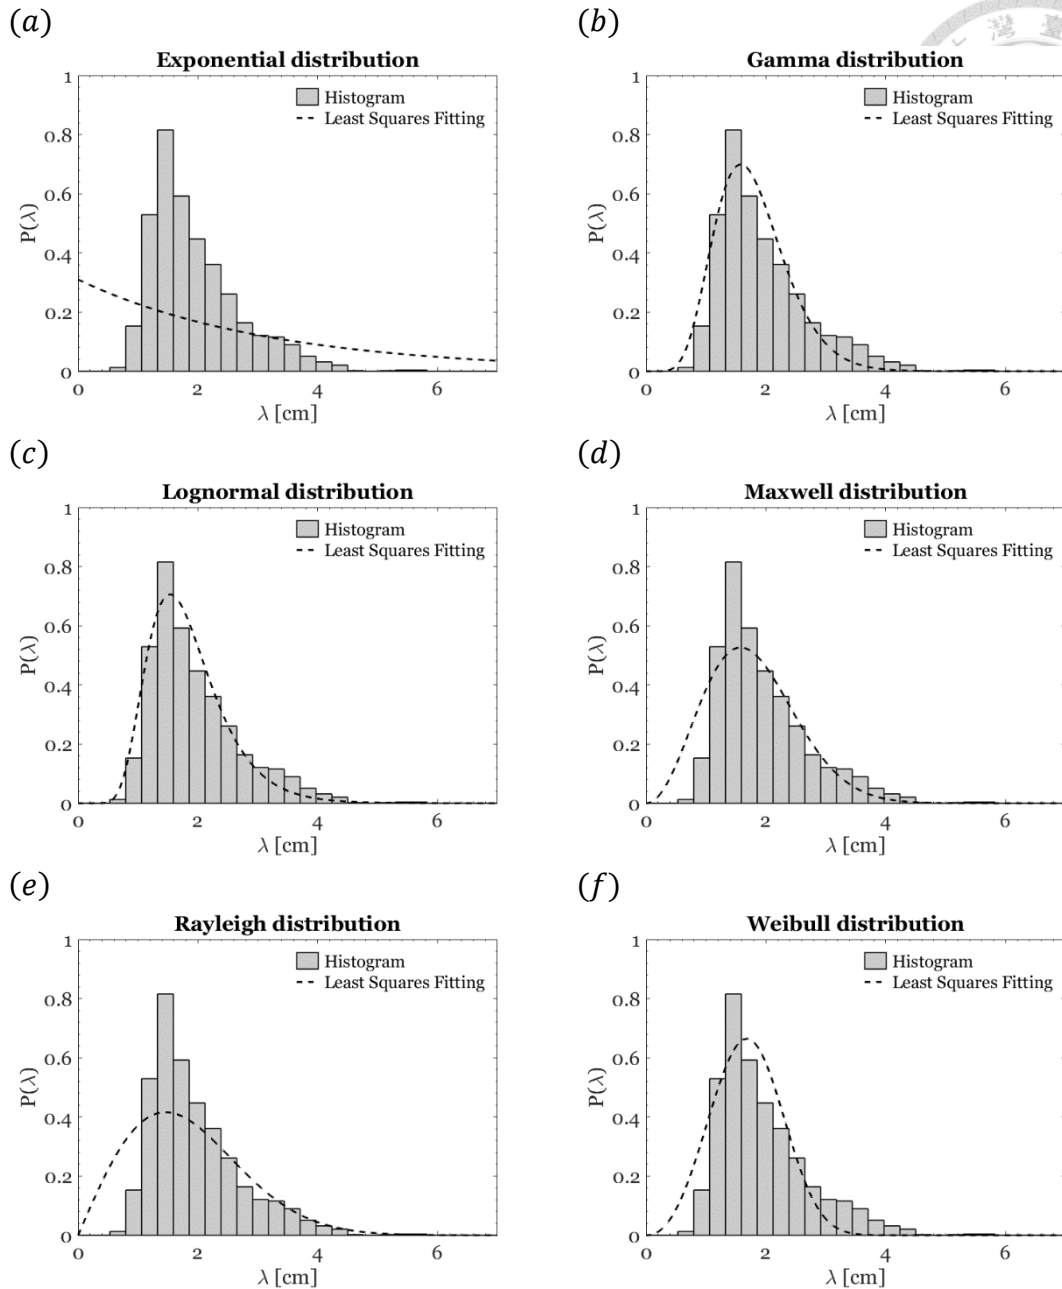 (a)
Exponential distribution
1
0.8
0.6
0.4
0.2
0
P(λ)
Histogram
Least Squares Fitting
0 2 4 6
λ [cm]
(b)
灣臺
Gamma distribution
1
0.8
0.6
0.4
0.2
0
P(λ)
Histogram
Least Squares Fitting
0 2 4 6
λ [cm]
(c)
Lognormal distribution
1
0.8
0.6
0.4
0.2
0
P(λ)
Histogram
Least Squares Fitting
0 2 4 6
λ [cm]
(d)
Maxwell distribution
1
0.8
0.6
0.4
0.2
0
P(λ)
Histogram
Least Squares Fitting
0 2 4 6
λ [cm]
(e)
Rayleigh distribution
1
0.8
0.6
0.4
0.2
0
P(λ)
Histogram
Least Squares Fitting
0 2 4 6
λ [cm]
(f)
Weibull distribution
1
0.8
0.6
0.4
0.2
0
P(λ)
Histogram
Least Squares Fitting
0 2 4 6
λ [cm]